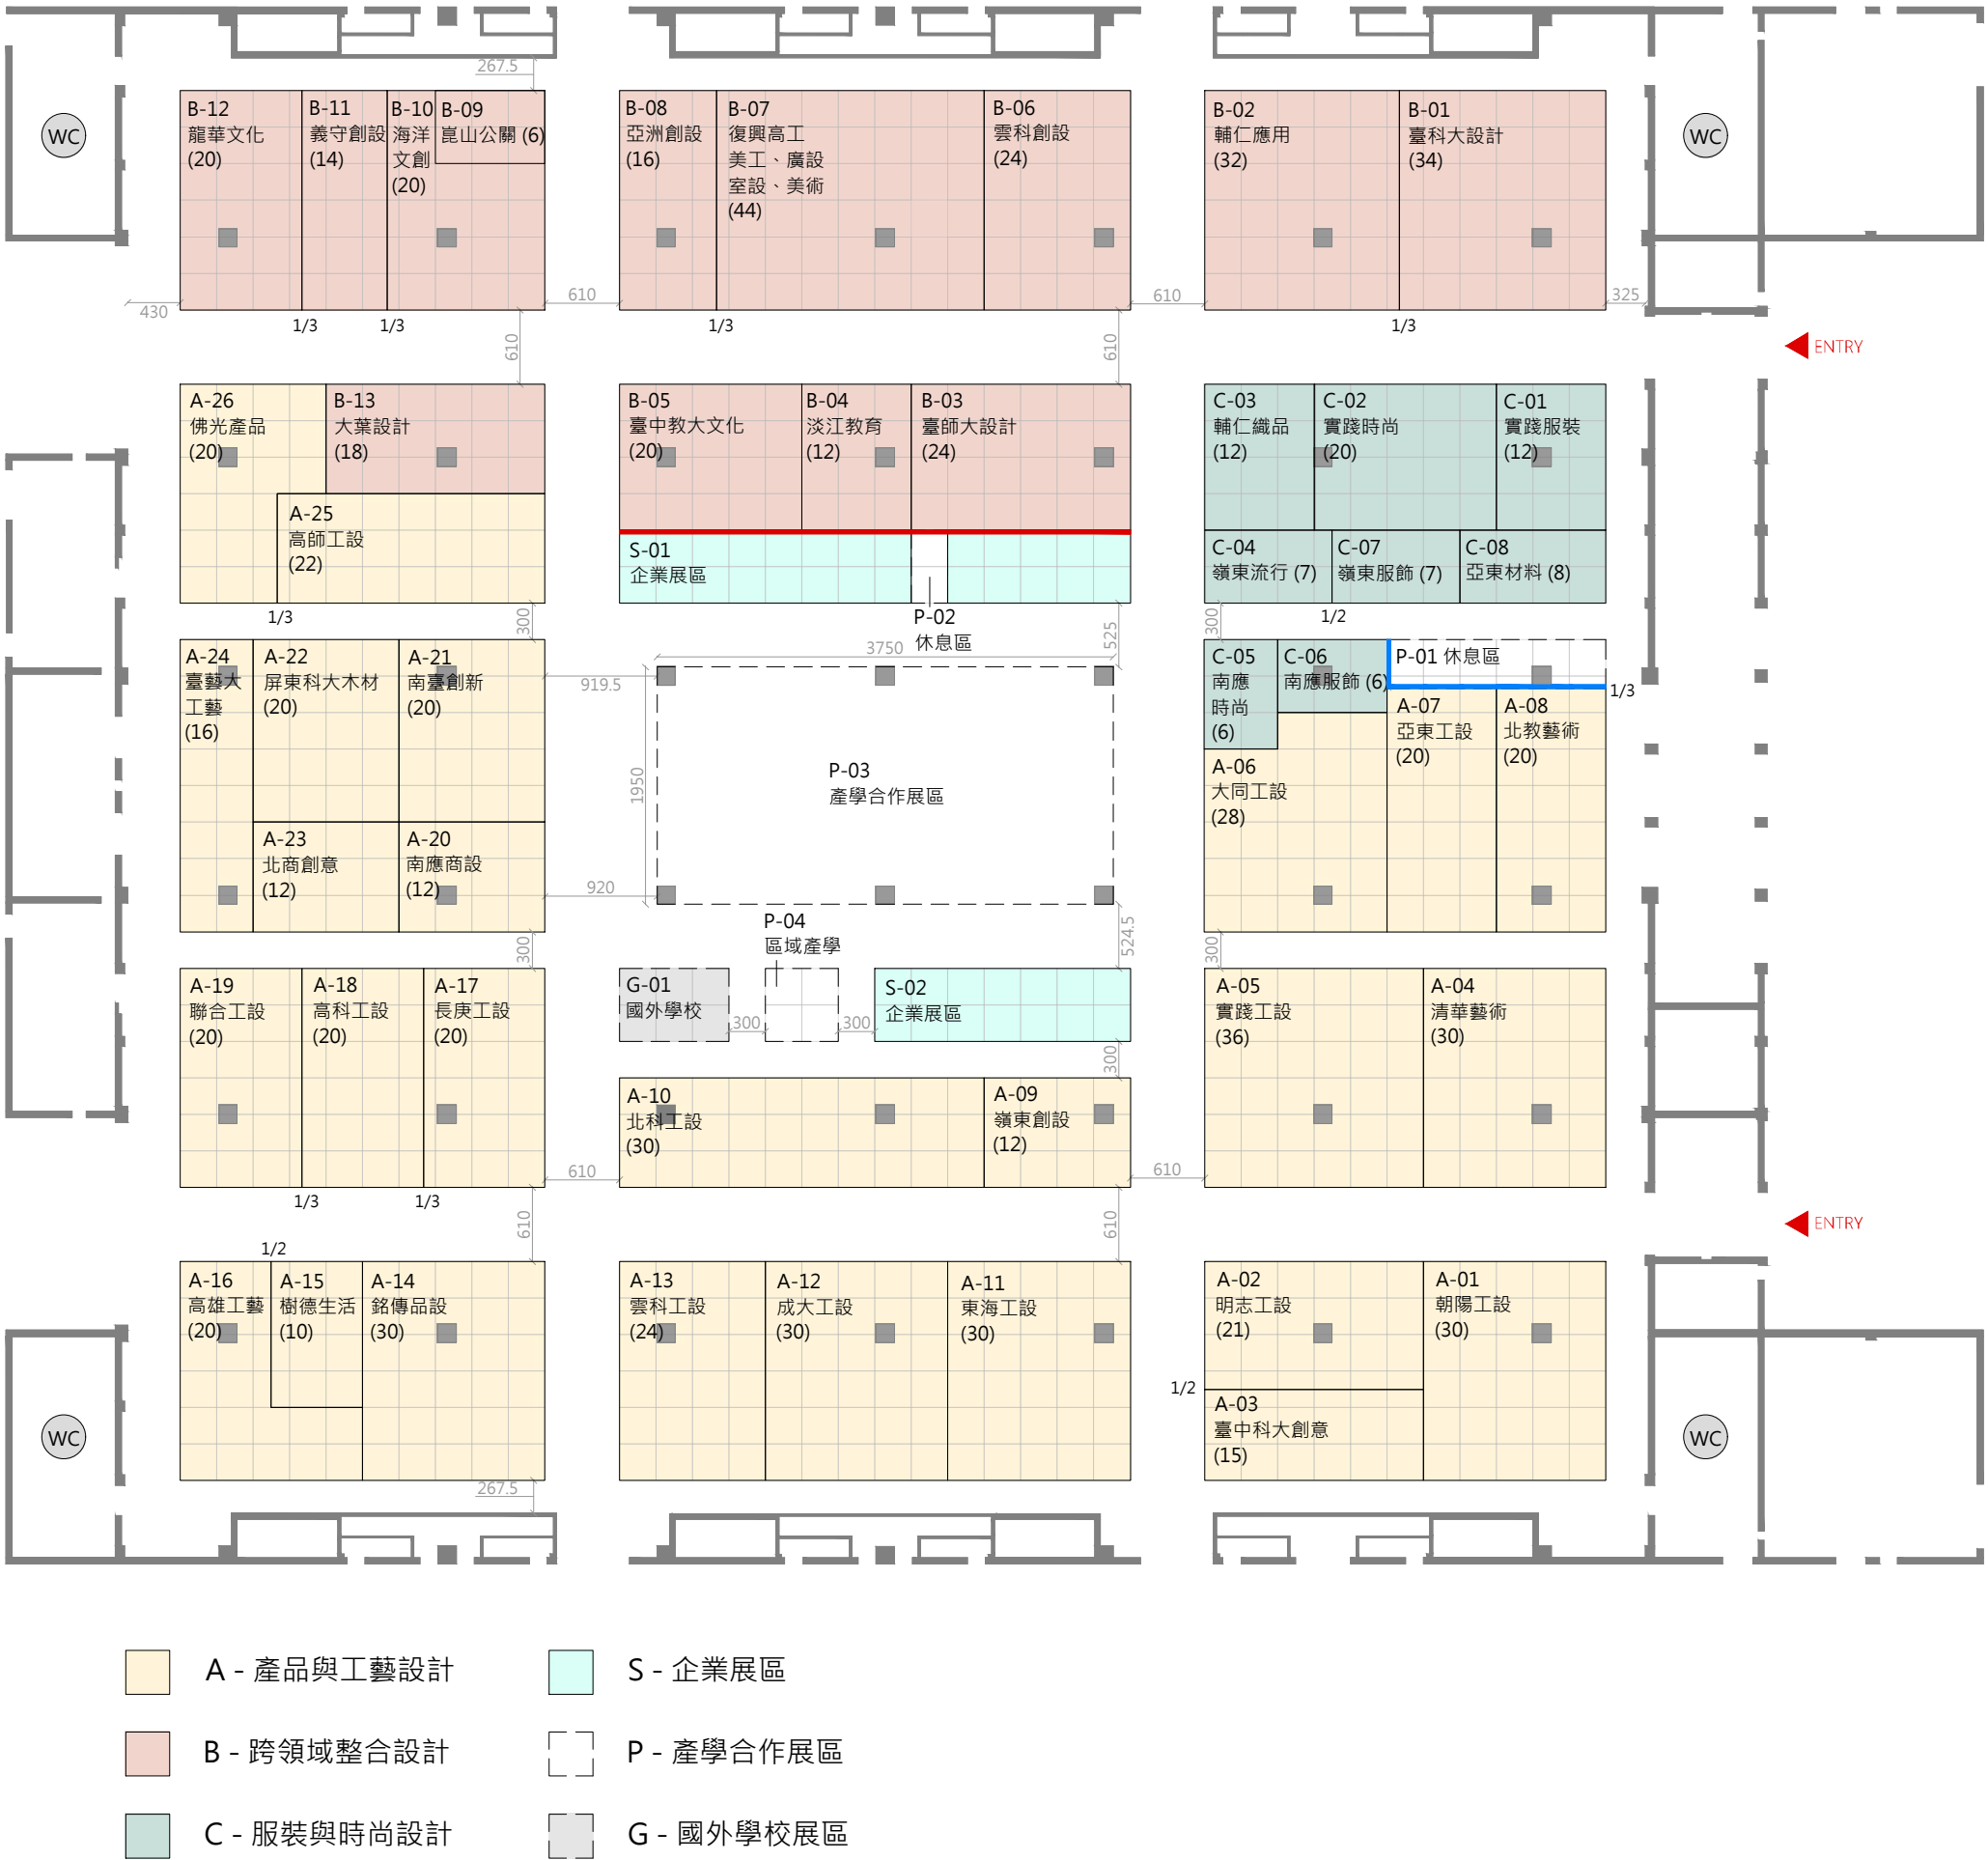 267.5
WC
B-12
龍華文化
(20)
B-11
義守創設
(14)
B-10
海洋
文創
(20)
B-09
崑山公關 (6)
B-08
亞洲創設
(16)
B-07
復興高工
美工、廣設
室設、美術
(44)
B-06
雲科創設
(24)
B-02
輔仁應用
(32)
B-01
臺科大設計
(34)
WC
430
610
610
325
1/3
1/3
1/3
1/3
610
610
ENTRY
A-26
佛光產品
(20)
B-13
大葉設計
(18)
A-25
高師工設
(22)
B-05
臺中教大文化
(20)
B-04
淡江教育
(12)
B-03
臺師大設計
(24)
S-01
企業展區
P-02
休息區
C-03
輔仁織品
(12)
C-02
實踐時尚
(20)
C-01
實踐服裝
(12)
C-04
嶺東流行 (7)
C-07
嶺東服飾 (7)
C-08
亞東材料 (8)
1/3
300
525
300
1/2
A-24
臺藝大
工藝
(16)
A-22
屏東科大木材
(20)
A-21
南臺創新
(20)
A-23
北商創意
(12)
A-20
南應商設
(12)
3750
919.5
1950
920
P-03
產學合作展區
C-05
南應
時尚
(6)
C-06
南應服飾 (6)
P-01 休息區
1/3
A-06
大同工設
(28)
A-07
亞東工設
(20)
A-08
北教藝術
(20)
P-04
區域產學
300
524.5
300
A-19
聯合工設
(20)
A-18
高科工設
(20)
A-17
長庚工設
(20)
G-01
國外學校
300
300
S-02
企業展區
300
A-10
北科工設
(30)
A-09
嶺東創設
(12)
A-05
實踐工設
(36)
A-04
清華藝術
(30)
610
610
1/3
1/3
610
610
ENTRY
1/2
A-16
高雄工藝
(20)
A-15
樹德生活
(10)
A-14
銘傳品設
(30)
A-13
雲科工設
(24)
A-12
成大工設
(30)
A-11
東海工設
(30)
A-02
明志工設
(21)
A-01
朝陽工設
(30)
1/2
A-03
臺中科大創意
(15)
WC
WC
267.5
A - 產品與工藝設計
S - 企業展區
B - 跨領域整合設計
P - 產學合作展區
C - 服裝與時尚設計
G - 國外學校展區